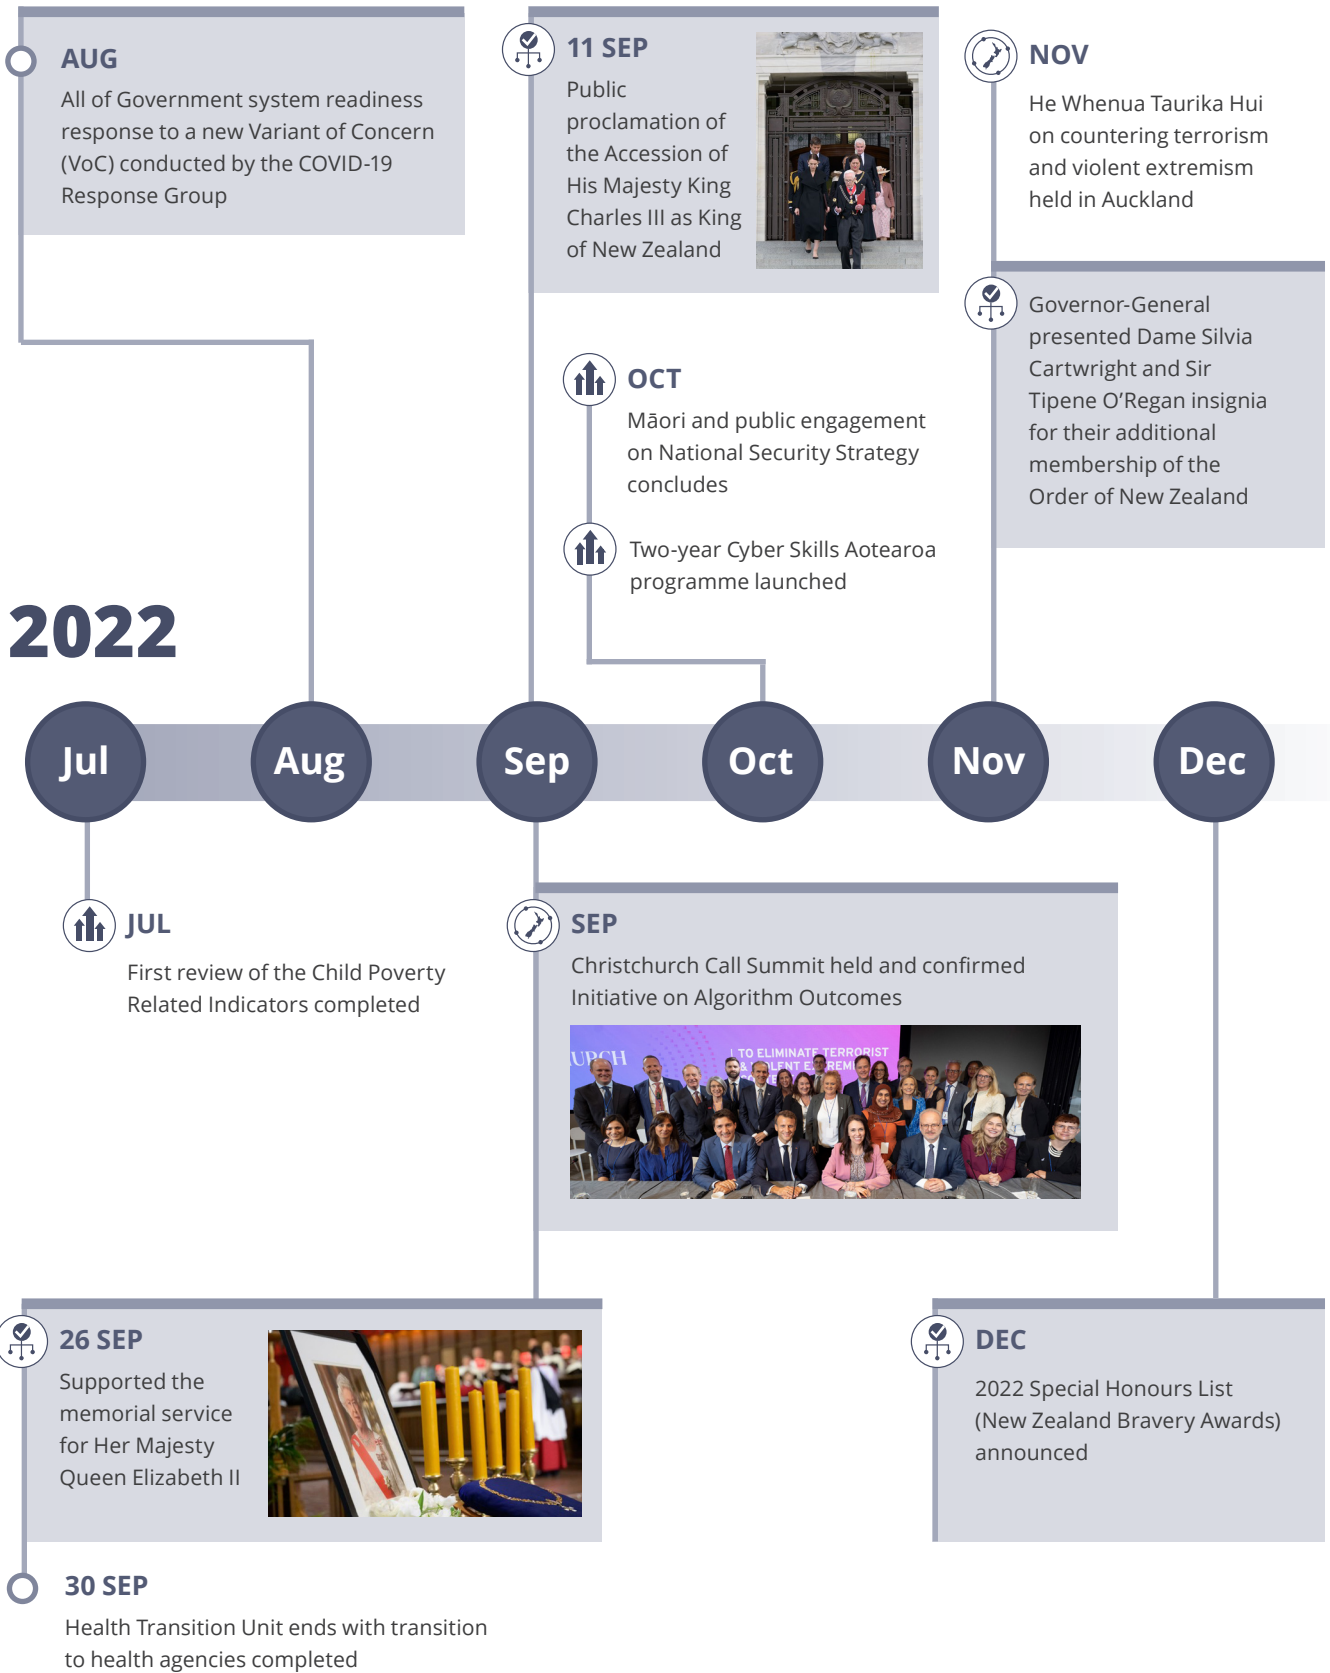 AUG
All of Government system readiness
response to a new Variant of Concern
(VoC) conducted by the COVID-19
Response Group
11 SEP
Public
proclamation of
the Accession of
His Majesty King
Charles III as King
of New Zealand
NOV
He Whenua Taurika Hui
on countering terrorism
and violent extremism
held in Auckland
Governor-General
presented Dame Silvia
Cartwright and Sir
Tipene O’Regan insignia
for their additional
membership of the
Order of New Zealand
OCT
Māori and public engagement
on National Security Strategy
concludes
Two-year Cyber Skills Aotearoa
programme launched
2022
Jul
Aug
Sep
Oct
Nov
Dec
JUL
First review of the Child Poverty
Related Indicators completed
SEP
Christchurch Call Summit held and confirmed
Initiative on Algorithm Outcomes
TO ELIMINATE TERRORIST
26 SEP
Supported the
memorial service
for Her Majesty
Queen Elizabeth II
DEC
2022 Special Honours List
(New Zealand Bravery Awards)
announced
30 SEP
Health Transition Unit ends with transition
to health agencies completed